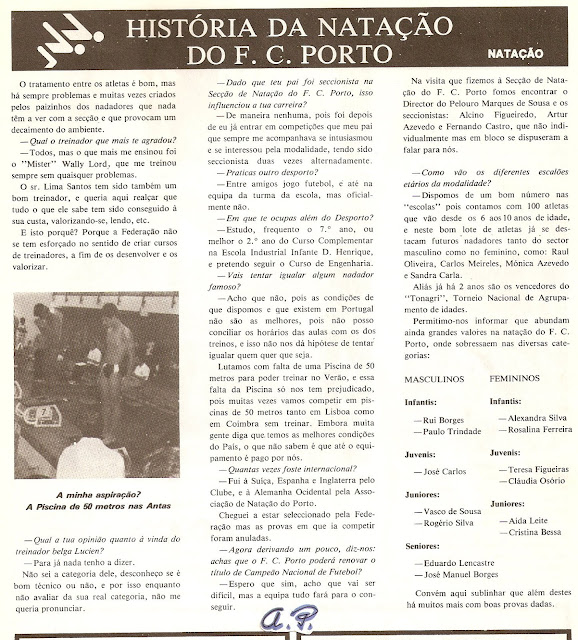 HISTÓRIA DA NATAÇÃO
DO F. C. PORTO
NATAÇÃO
O tratamento entre os atletas é bom, mas
há sempre problemas e muitas vezes criados
pelos paizinhos dos nadadores que nada
têm a ver com a secção e que provocam um
decaimento do ambiente.
—Qual o treinador que mais te agradou?
—Todos, mas o que mais me ensinou foi
o "Mister" Wally Lord, que me treinou
sempre sem quaisquer problemas.
O sr. Lima Santos tem sido também um
bom treinador, e queria aqui realçar que
tudo o que ele sabe tem sido conseguido à
sua custa, valorizando-se, lendo, etc.
E isto porquê? Porque a Federação não
se tem esforçado no sentido de criar cursos
de treinadores, a fim de os desenvolver e os
valorizar.
7
A minha aspiração?
A Piscina de 50 metros nas Antas
—Qual a tua opinião quanto à vinda do
treinador belga Lucien?
—Para já nada tenho a dizer.
Não sei a categoria dele, desconheço se é
bom técnico ou não, e por isso enquanto
não avaliar da sua real categoria, não me
queria pronunciar.
—Dado que teu pai foi seccionista na
Secção de Natação do F. C. Porto, isso
influenciou a tua carreira?
—De maneira nenhuma, pois foi depois
de eu já entrar em competições que meu pai
que sempre me acompanhava se intusiasmou
e se interessou pela modalidade, tendo sido
seccionista duas vezes alternadamente.
—Praticas outro desporto?
—Entre amigos jogo futebol, e até na
equipa da turma da escola, mas oficial-
mente não.
—Em que te ocupas além do Desporto?
—Estudo, frequento o 7.° ano, ou
melhor o 2.° ano do Curso Complementar
na Escola Industrial Infante D. Henrique,
e pretendo seguir o Curso de Engenharia.
—Vais tentar igualar algum nadador
famoso?
—Acho que não, pois as condições de
que dispomos e que existem em Portugal
não são as melhores, pois não posso
conciliar os horários das aulas com os dos
treinos, e isso não nos dá hipótese de tentar
igualar quem quer que seja.
Lutamos com falta de uma Piscina de 50
metros para poder treinar no Verão, e essa
falta da Piscina só nos tem prejudicado,
pois muitas vezes vamos competir em pis-
cinas de 50 metros tanto em Lisboa como
em Coimbra sem treinar. Embora muita
gente diga que temos as melhores condições
do País, o que não sabem é que até o equi-
pamento é pago por nós.
—Quantas vezes foste internacional?
—Fui à Suíça, Espanha e Inglaterra pelo
Clube, e à Alemanha Ocidental pela Asso-
ciação de Natação do Porto.
Cheguei a estar seleccionado pela Fede-
ração mas as provas em que ia competir
foram anuladas.
—Agora derivando um pouco, diz-nos:
achas que o F. C. Porto poderá renovar o
título de Campeão Nacional de Futebol?
—Espero que sim, acho que vai ser
difícil, mas a equipa tudo fará para o con-
seguir.
Na visita que fizemos à Secção de Nata-
ção do F. C. Porto fomos encontrar o
Director do Pelouro Marques de Sousa e os
seccionistas: Alcino Figueiredo, Artur
Azevedo e Fernando Castro, que não indi-
vidualmente mas em bloco se dispuseram a
falar para nós.
—Como vão os diferentes escalões
etários da modalidade?
—Dispomos de um bom número nas
"escolas" pois contamos com 100 atletas
que vão desde os 6 aos 10 anos de idade,
e neste bom lote de atletas já se des-
tacam futuros nadadores tanto do sector
masculino como no feminino, como: Raul
Oliveira, Carlos Meireles, Mónica Azevedo
e Sandra Carla.
Aliás já há 2 anos são os vencedores do
"Tonagri", Torneio Nacional de Agrupa-
mento de idades.
Permitimo-nos informar que abundam
ainda grandes valores na natação do F. C.
Porto, onde sobressaem nas diversas cate-
gorias:
MASCULINOS
Infantis:
—Rui Borges
—Paulo Trindade
Juvenis:
—José Carlos
Juniores:
—Vasco de Sousa
—Rogério Silva
Seniores:
—Eduardo Lencastre
—José Manuel Borges
FEMININOS
Infantis:
—Alexandra Silva
—Rosalina Ferreira
Juvenis:
—Teresa Figueiras
—Cláudia Osório
Juniores:
—Aida Leite
—Cristina Bessa
Convém aqui sublinhar que além destes
há muitos mais com boas provas dadas.
A.P.